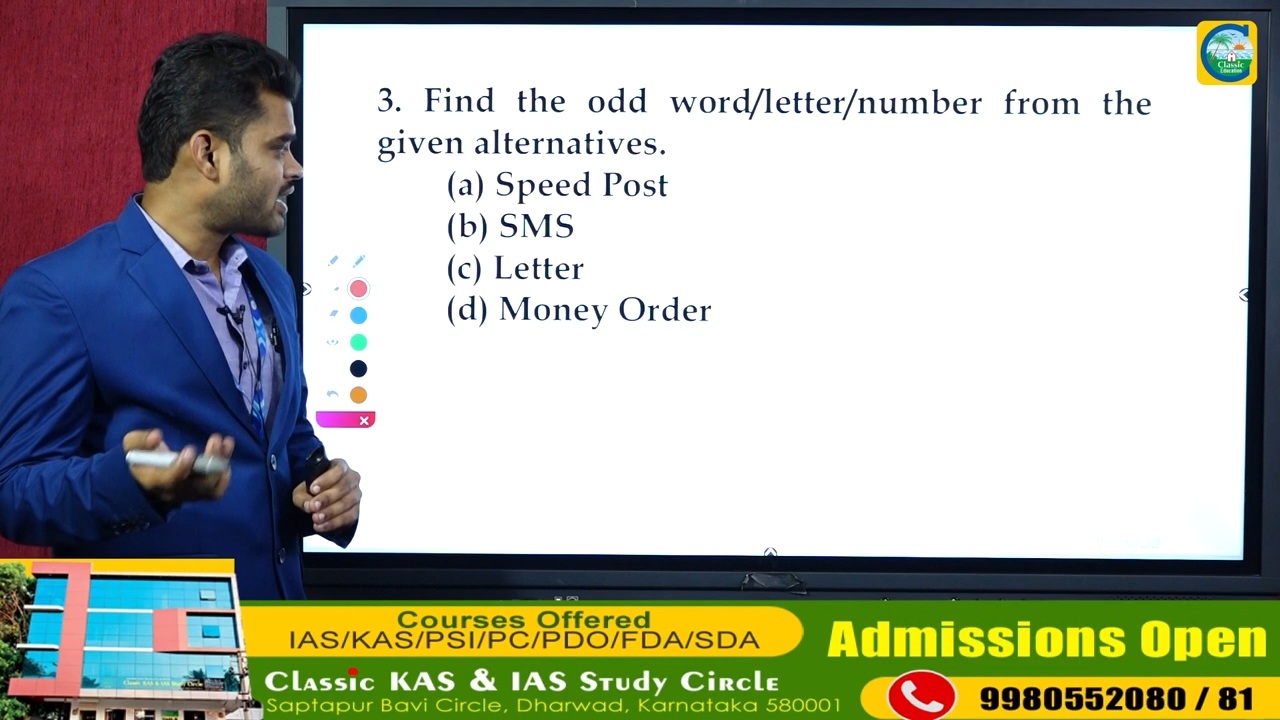 Classic
Education
3. Find the odd word/letter/number from the
given alternatives.
(a) Speed Post
(b) SMS
(c) Letter
(d) Money Order
Courses Offered
IAS/KAS/PSI/PC/PDO/FDA/SDA
Classic KAS & IAS Study Circle
Saptapur Bavi Circle, Dharwad, Karnataka 580001
Admissions Open
9980552080 / 81